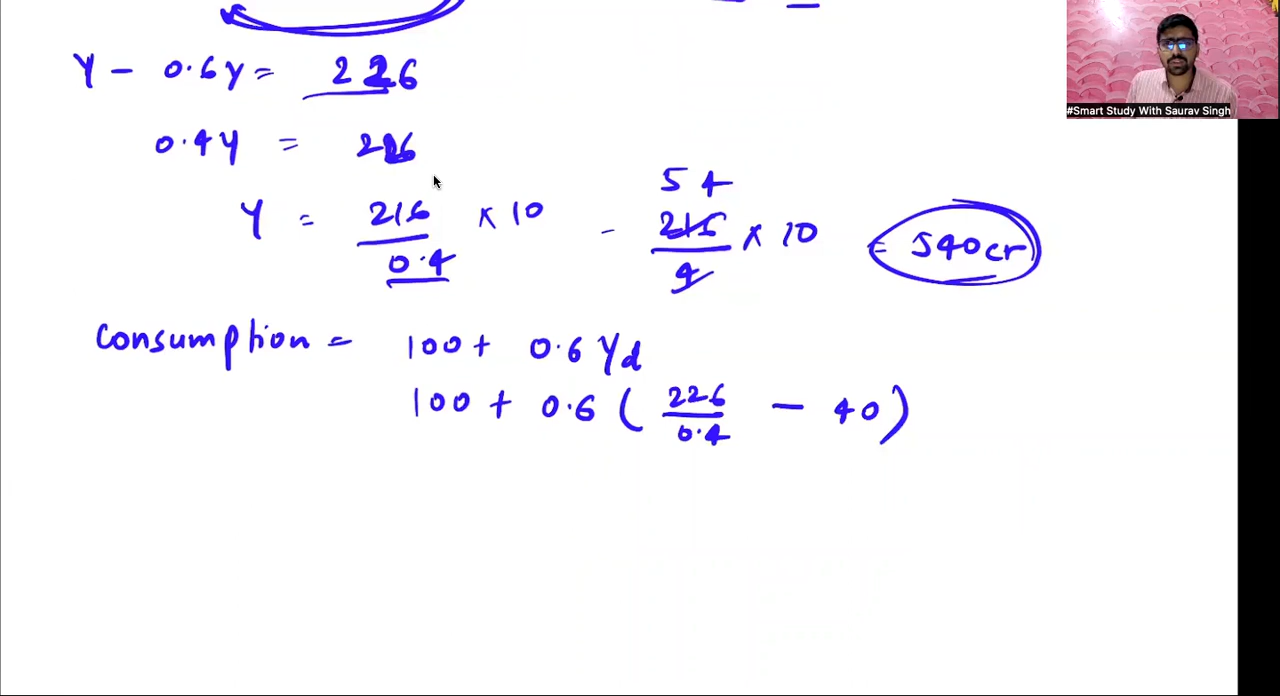 #Smart Study With Saurav Singh
Y - 0.6Y = 226
0.4Y = 226
Y = 216/0.4 × 10 - 54 216/4 × 10 = 540cr
Consumption = 100 + 0.6 Yd
100 + 0.6 ( 226/0.4 - 40 )